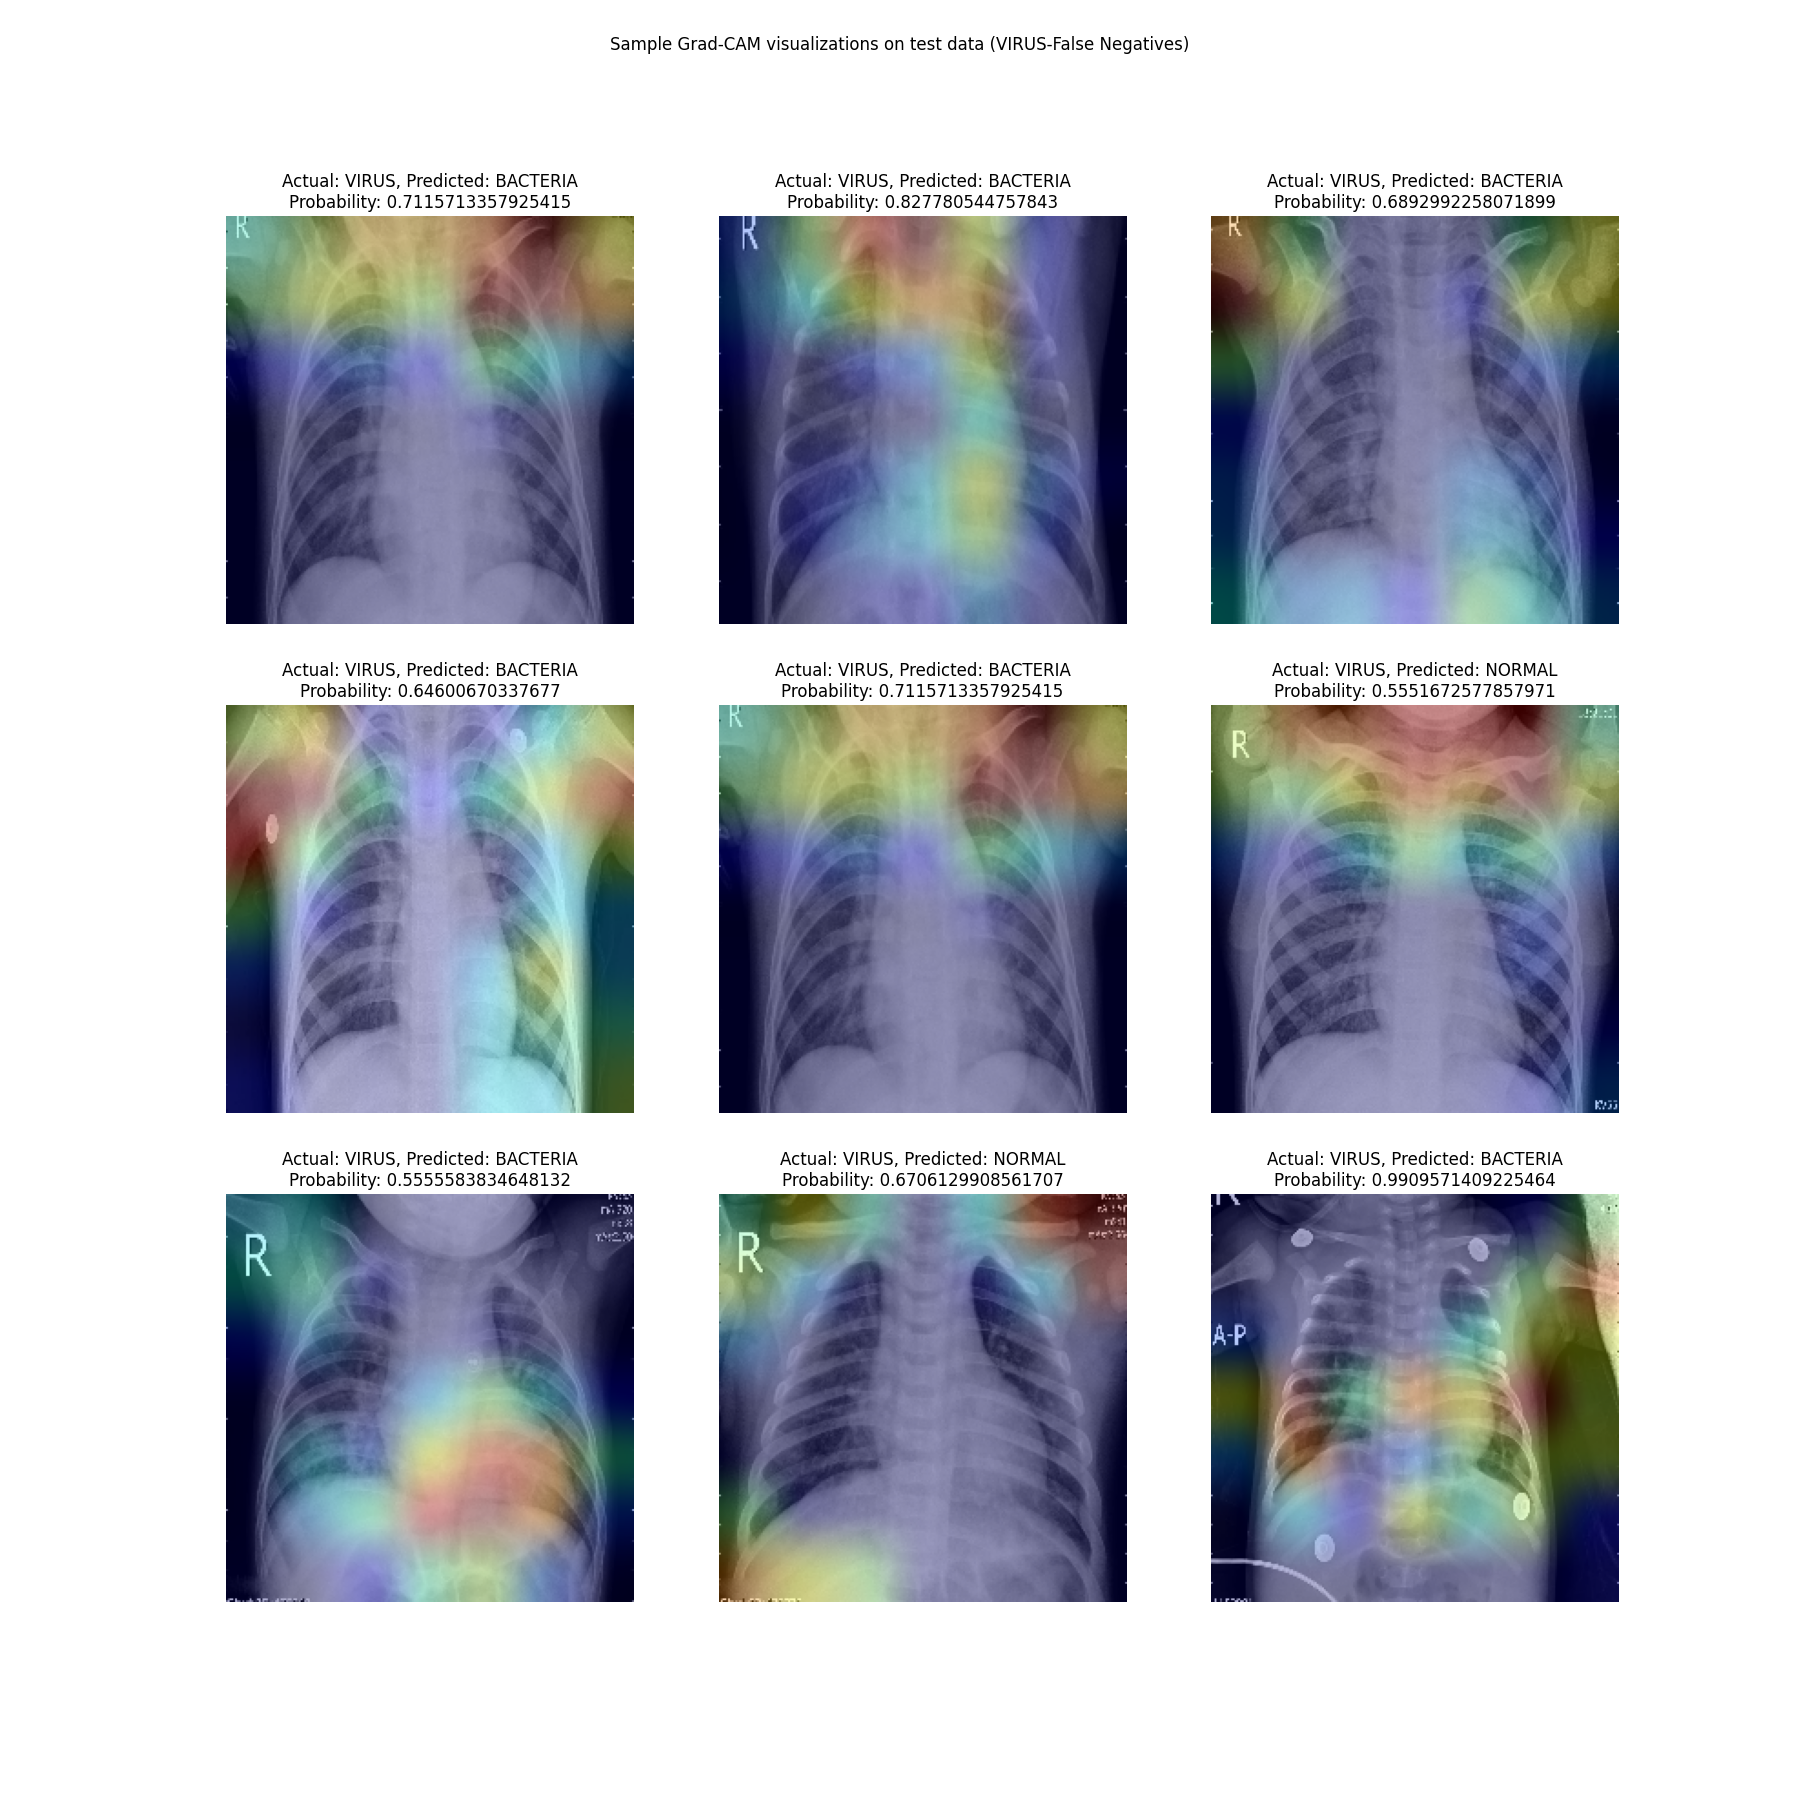 Sample Grad-CAM visualizations on test data (VIRUS-False Negatives)
Actual: VIRUS, Predicted: BACTERIA
Probability: 0.7115713357925415
Actual: VIRUS, Predicted: BACTERIA
Probability: 0.827780544757843
Actual: VIRUS, Predicted: BACTERIA
Probability: 0.6892992258071899
R
R
R
Actual: VIRUS, Predicted: BACTERIA
Probability: 0.64600670337677
Actual: VIRUS, Predicted: BACTERIA
Probability: 0.7115713357925415
Actual: VIRUS, Predicted: NORMAL
Probability: 0.5551672577857971
R
R
Actual: VIRUS, Predicted: BACTERIA
Probability: 0.5555583834648132
Actual: VIRUS, Predicted: NORMAL
Probability: 0.6706129908561707
Actual: VIRUS, Predicted: BACTERIA
Probability: 0.9909571409225464
R
R
R
A-P